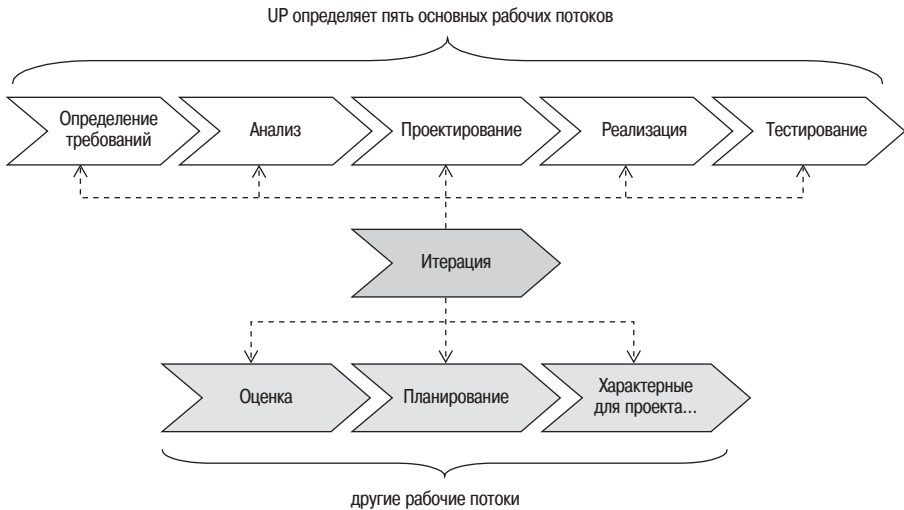 UP определяет пять основных рабочих потоков
Определение
требований
Анализ
Проектирование
Реализация
Тестирование
Итерация
Оценка
Планирование
Характерные
для проекта...
другие рабочие потоки